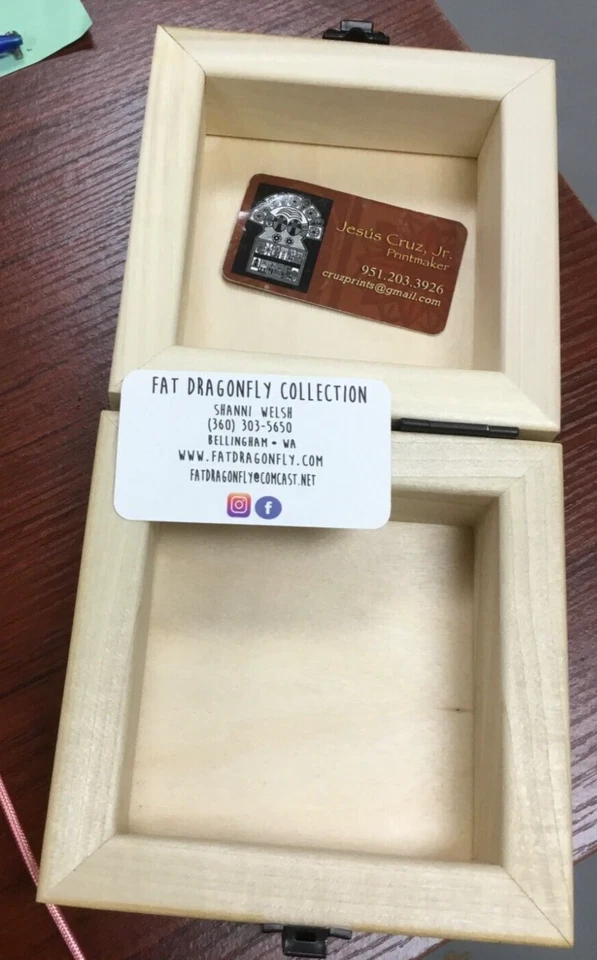 Jesús Cruz, Jr.
Printmaker
951.203.3926
cruzprints@gmail.com
FAT DRAGONFLY COLLECTION
SHANNI WELSH
(360) 303-5650
BELLINGHAM • WA
WWW.FATDRAGONFLY.COM
FATDRAGONFLY@COMCAST.NET